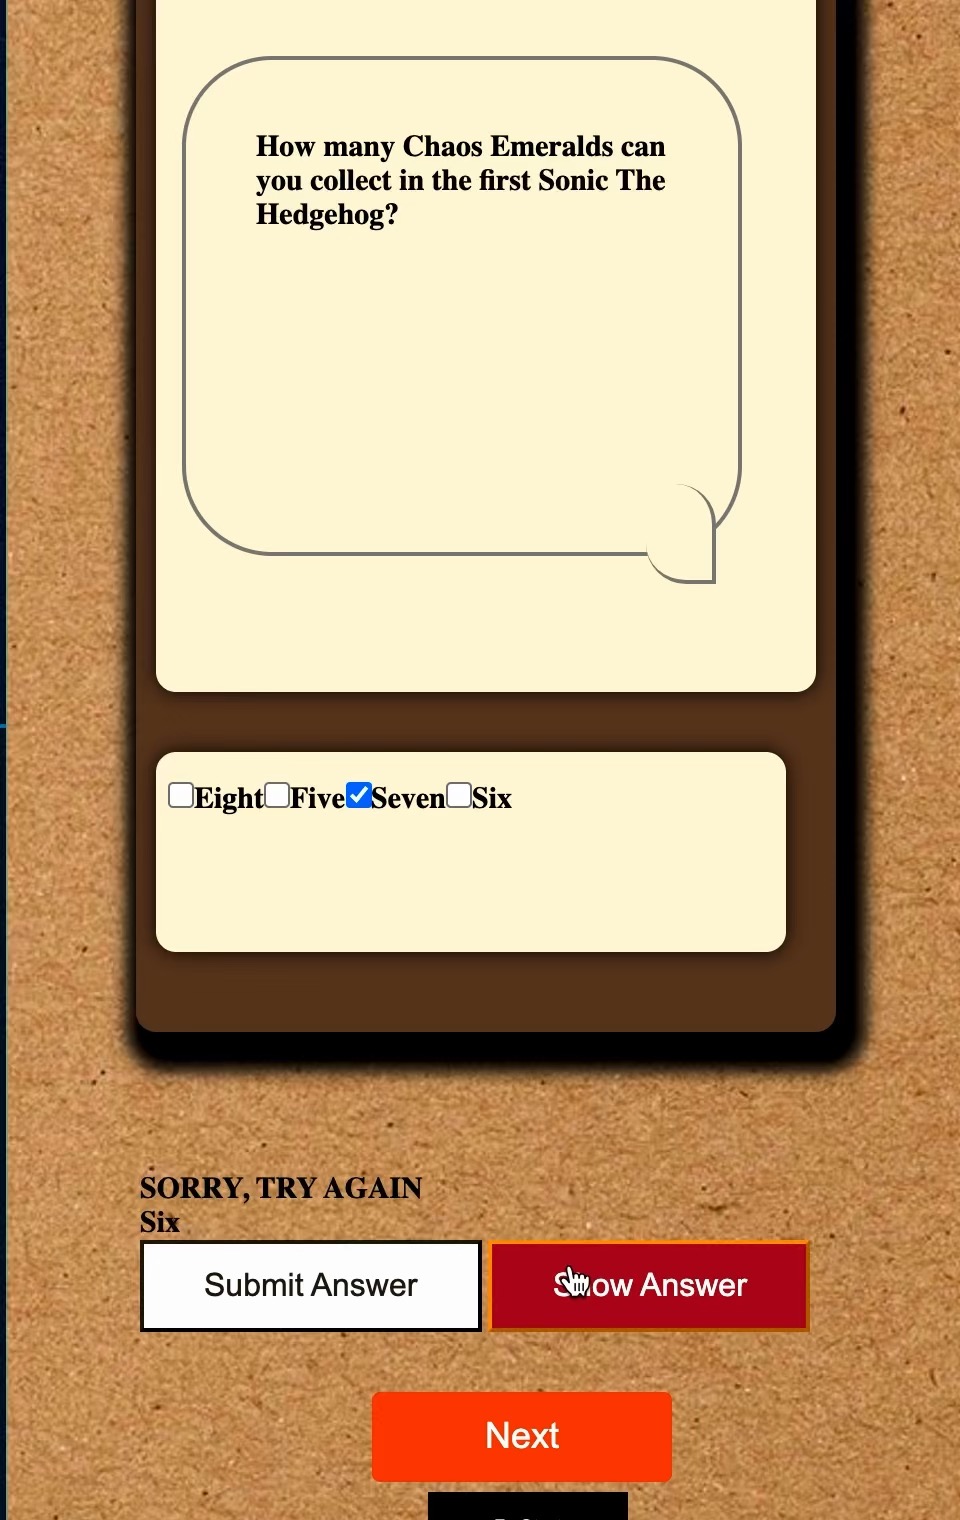 How many Chaos Emeralds can
you collect in the first Sonic The
Hedgehog?
Eight Five Seven Six
SORRY, TRY AGAIN
Six
Submit Answer
Show Answer
Next